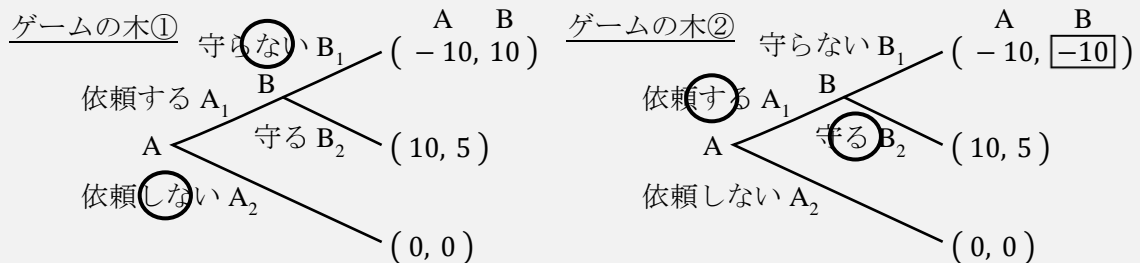 ゲームの木①
A B
守らない B₁
( − 10, 10 )
依頼する A₁
B
A
守る B₂
( 10, 5 )
依頼しない A₂
( 0, 0 )
ゲームの木②
A B
守らない B₁
( − 10, −10 )
依頼する A₁
B
A
守る B₂
( 10, 5 )
依頼しない A₂
( 0, 0 )